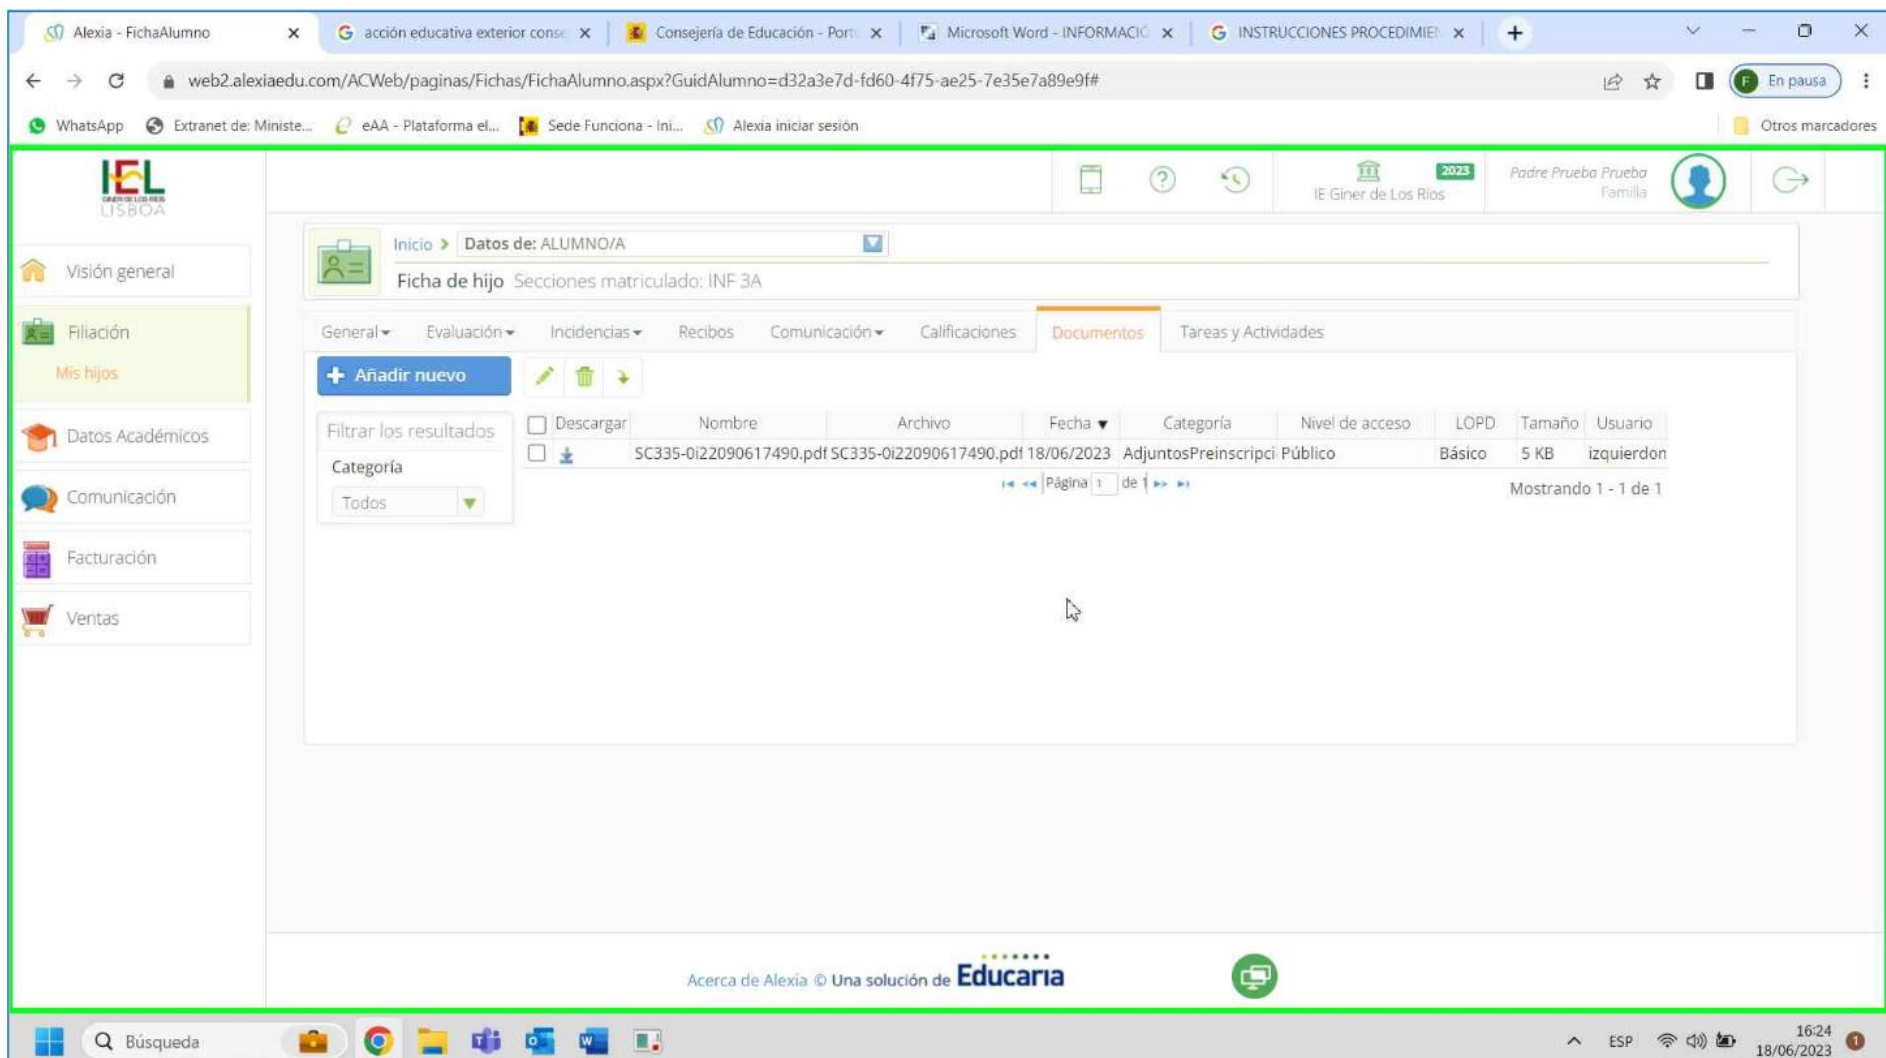 Alexia - FichaAlumno
acción educativa exterior conse
Consejería de Educación - Port
Microsoft Word - INFORMACIÓ
INSTRUCCIONES PROCEDIMIEN
web2.alexiaedu.com/ACWeb/paginas/Fichas/FichaAlumno.aspx?GuidAlumno=d32a3e7d-fd60-4f75-ae25-7e35e7a89e9f#
F En pausa
WhatsApp
Extranet de: Ministe...
eAA - Plataforma el...
Sede Funciona - Ini...
Alexia iniciar sesión
Otros marcadores
IEL
GINER DE LOS RÍOS
LISBOA
2023
IE Giner de Los Ríos
Padre Prueba Prueba
Familia
Visión general
Filiación
Mis hijos
Datos Académicos
Comunicación
Facturación
Ventas
Inicio > Datos de: ALUMNO/A
Ficha de hijo Secciones matriculado: INF 3A
General Evaluación Incidencias Recibos Comunicación Calificaciones Documentos Tareas y Actividades
+ Añadir nuevo
Filtrar los resultados
Categoría
Todos
Descargar Nombre Archivo Fecha Categoría Nivel de acceso LOPD Tamaño Usuario
SC335-0i22090617490.pdf SC335-0i22090617490.pdf 18/06/2023 AdjuntosPreinscripci Público Básico 5 KB izquierdon
Página 1 de 1
Mostrando 1 - 1 de 1
Acerca de Alexia © Una solución de Educaria
Búsqueda
ESP
16:24
18/06/2023
1